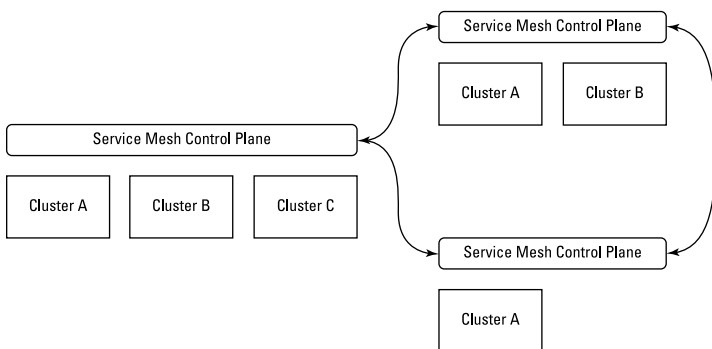 Service Mesh Control Plane
Cluster A
Cluster B
Service Mesh Control Plane
Cluster A
Cluster B
Cluster C
Service Mesh Control Plane
Cluster A